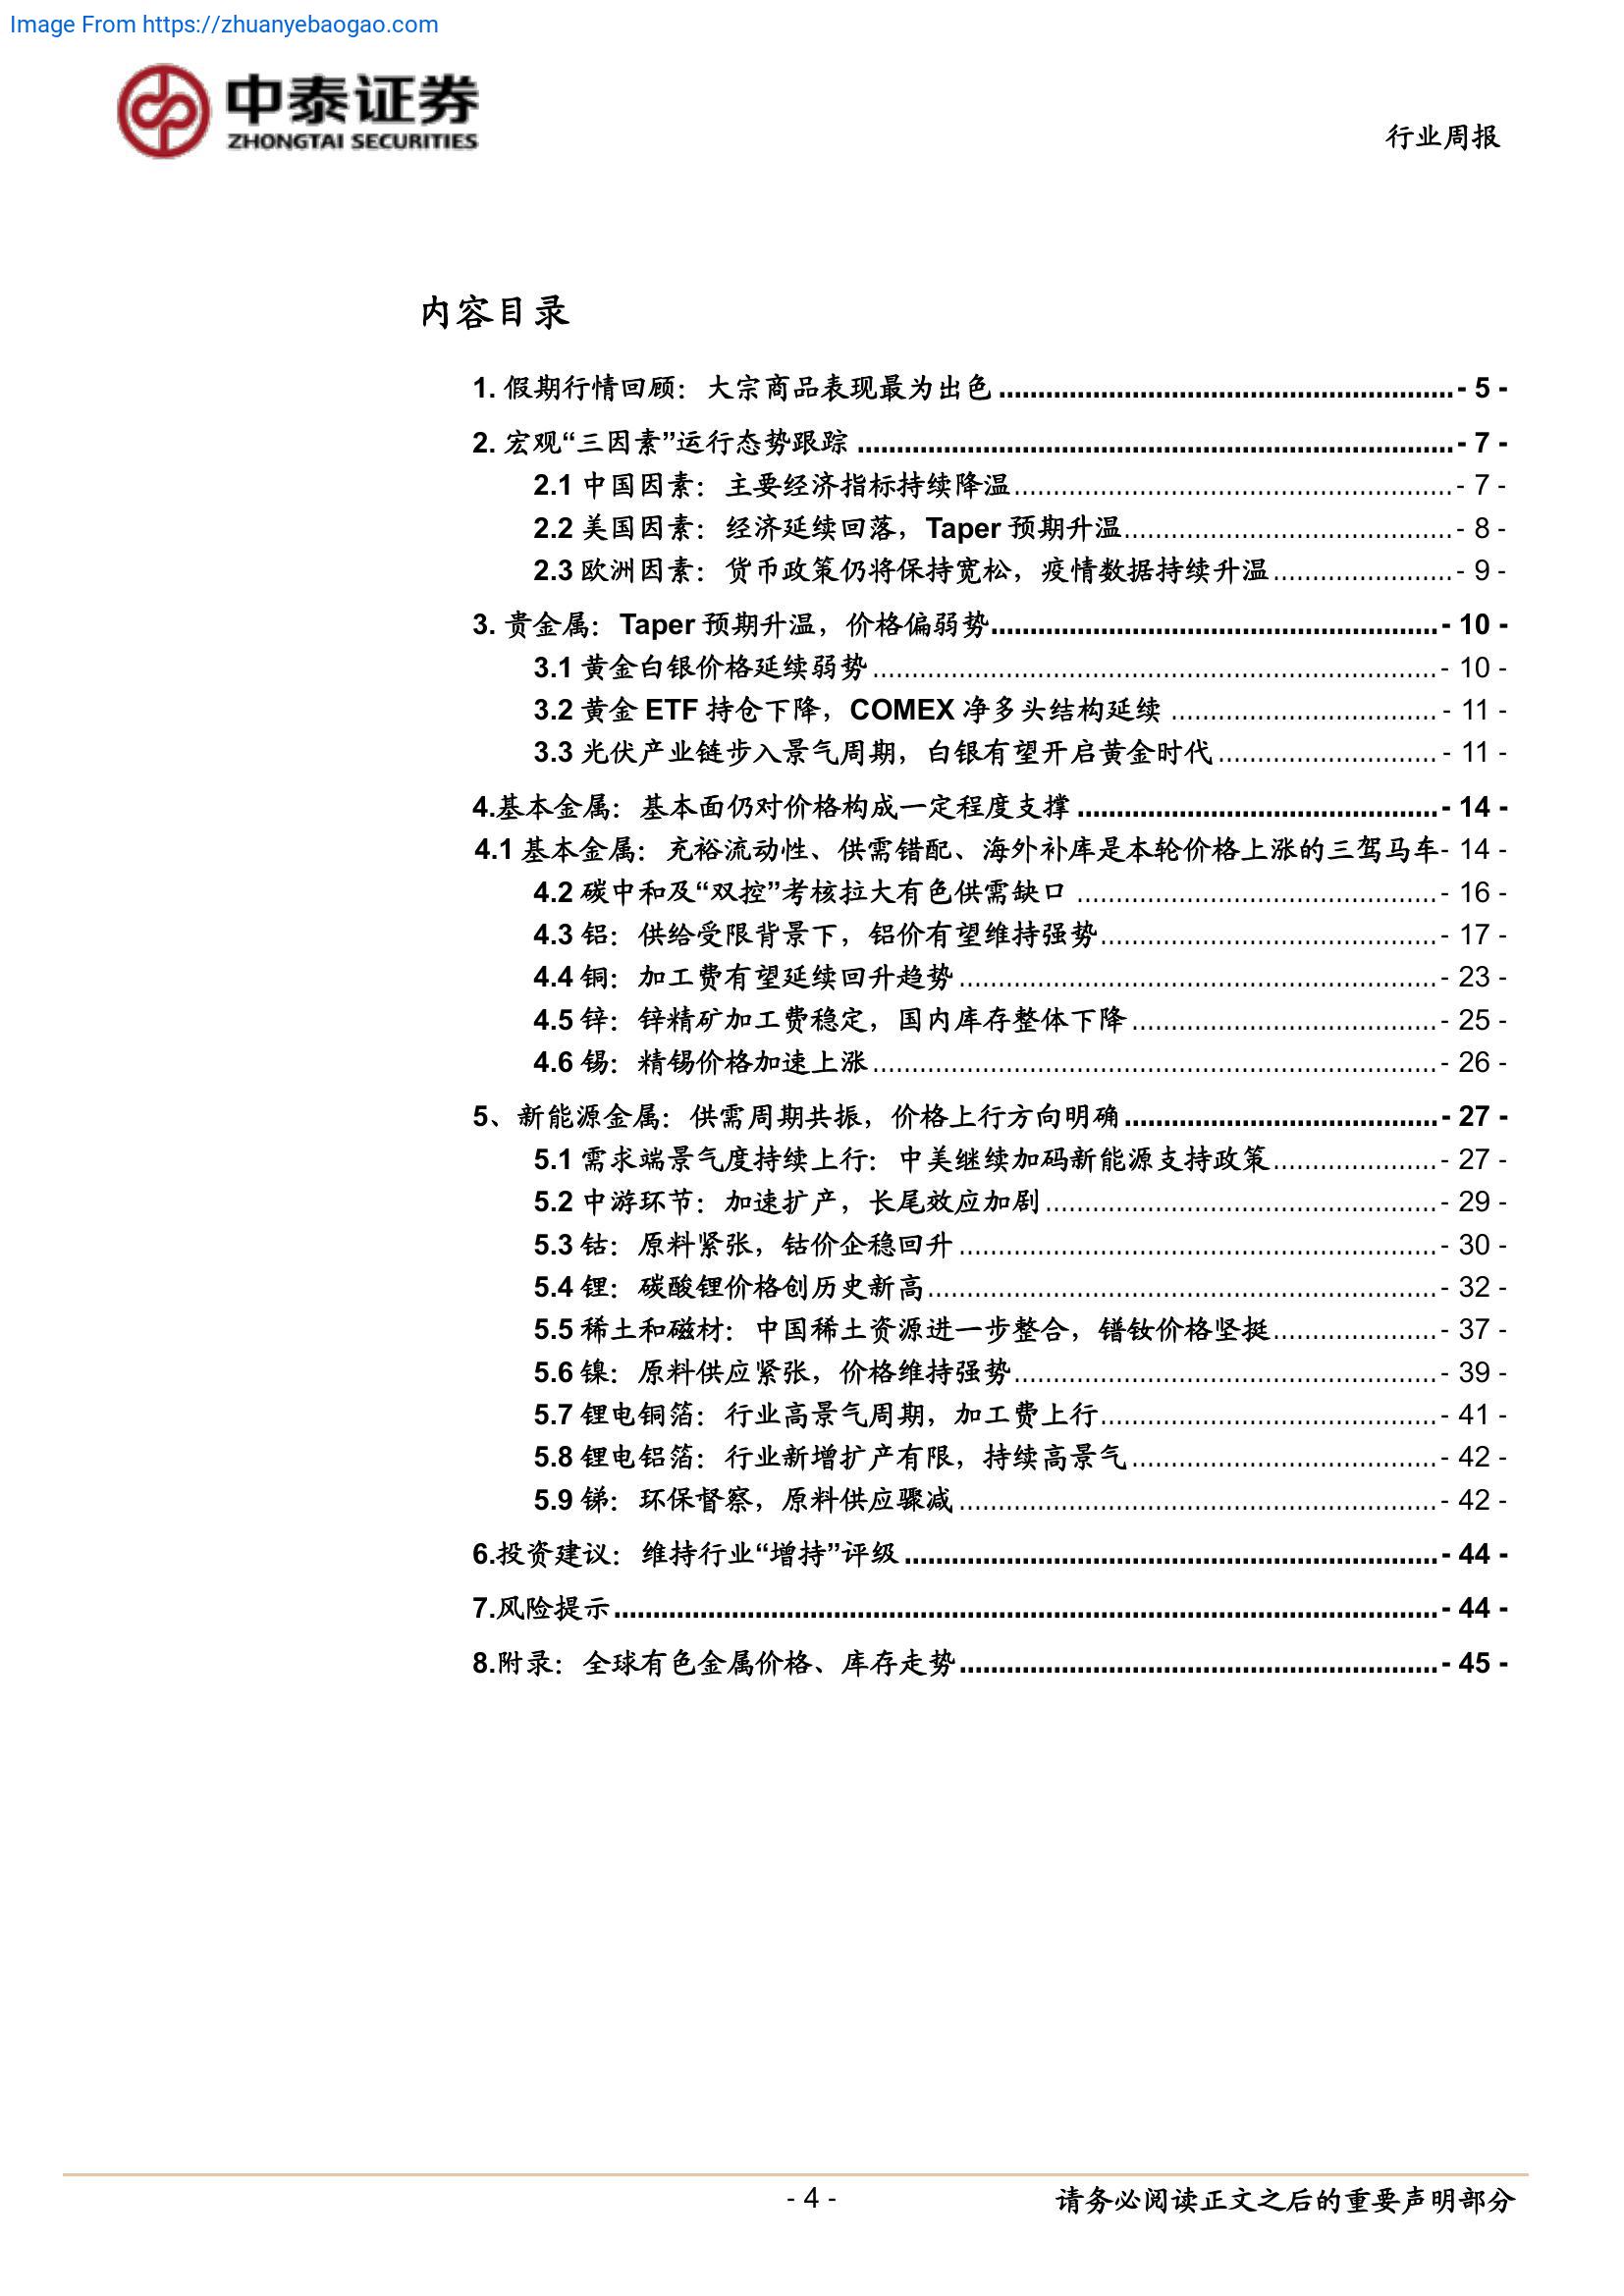 Image From https://zhuanyebaogao.com
中泰证券
ZHONGTAI SECURITIES
行业周报
内容目录
1. 假期行情回顾：大宗商品表现最为出色 ........................................................- 5 -
2. 宏观“三因素”运行态势跟踪 ..........................................................................- 7 -
2.1 中国因素：主要经济指标持续降温.......................................................- 7 -
2.2 美国因素：经济延续回落，Taper 预期升温.........................................- 8 -
2.3 欧洲因素：货币政策仍将保持宽松，疫情数据持续升温......................- 9 -
3. 贵金属：Taper 预期升温，价格偏弱势........................................................- 10 -
3.1 黄金白银价格延续弱势......................................................................- 10 -
3.2 黄金 ETF 持仓下降，COMEX 净多头结构延续 .................................- 11 -
3.3 光伏产业链步入景气周期，白银有望开启黄金时代...........................- 11 -
4.基本金属：基本面仍对价格构成一定程度支撑 .............................................- 14 -
4.1 基本金属：充裕流动性、供需错配、海外补库是本轮价格上涨的三驾马车- 14 -
4.2 碳中和及“双控”考核拉大有色供需缺口 .............................................- 16 -
4.3 铝：供给受限背景下，铝价有望维持强势..........................................- 17 -
4.4 铜：加工费有望延续回升趋势............................................................- 23 -
4.5 锌：锌精矿加工费稳定，国内库存整体下降......................................- 25 -
4.6 锡：精锡价格加速上涨......................................................................- 26 -
5、新能源金属：供需周期共振，价格上行方向明确.......................................- 27 -
5.1 需求端景气度持续上行：中美继续加码新能源支持政策....................- 27 -
5.2 中游环节：加速扩产，长尾效应加剧.................................................- 29 -
5.3 钴：原料紧张，钴价企稳回升............................................................- 30 -
5.4 锂：碳酸锂价格创历史新高...............................................................- 32 -
5.5 稀土和磁材：中国稀土资源进一步整合，镨钕价格坚挺....................- 37 -
5.6 镍：原料供应紧张，价格维持强势.....................................................- 39 -
5.7 锂电铜箔：行业高景气周期，加工费上行..........................................- 41 -
5.8 锂电铝箔：行业新增扩产有限，持续高景气......................................- 42 -
5.9 锑：环保督察，原料供应骤减............................................................- 42 -
6.投资建议：维持行业“增持”评级...................................................................- 44 -
7.风险提示.......................................................................................................- 44 -
8.附录：全球有色金属价格、库存走势............................................................- 45 -
- 4 -
请务必阅读正文之后的重要声明部分